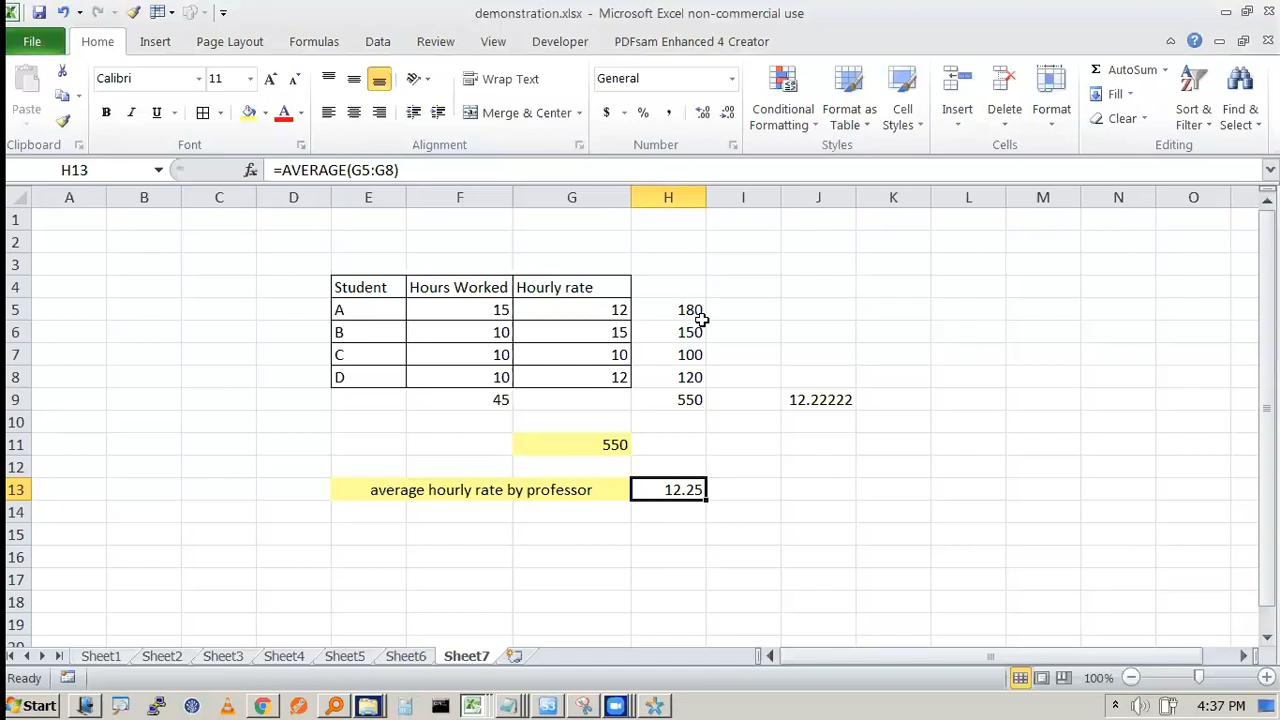 demonstration.xlsx - Microsoft Excel non-commercial use
File Home Insert Page Layout Formulas Data Review View Developer PDFsam Enhanced 4 Creator
Paste
Calibri 11
B I U A
Wrap Text
Merge & Center
General
$ % ,
Conditional Formatting
Format as Table
Cell Styles
Insert
Delete
Format
Σ AutoSum
Fill
Clear
Sort & Filter
Find & Select
Clipboard Font Alignment Number Styles Cells Editing
H13 fx =AVERAGE(G5:G8)
A B C D E F G H I J K L M N O
1
2
3
4 Student Hours Worked Hourly rate
5 A 15 12 180
6 B 10 15 150
7 C 10 10 100
8 D 10 12 120
9 45 550 12.22222
10
11 550
12
13 average hourly rate by professor 12.25
14
15
16
17
18
19
20
Sheet1 Sheet2 Sheet3 Sheet4 Sheet5 Sheet6 Sheet7
Ready 100%
Start 4:37 PM